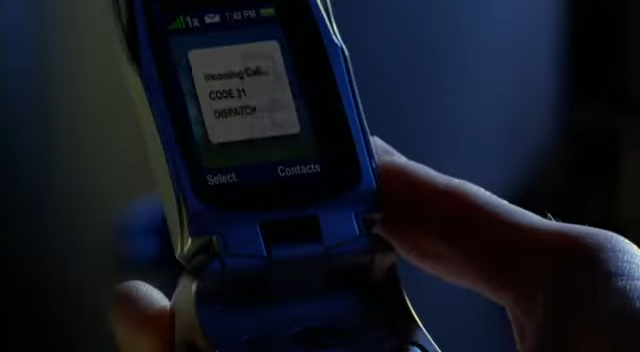 1x 7:48 PM
Incoming Call...
CODE 31
DISPATCH
Select Contacts